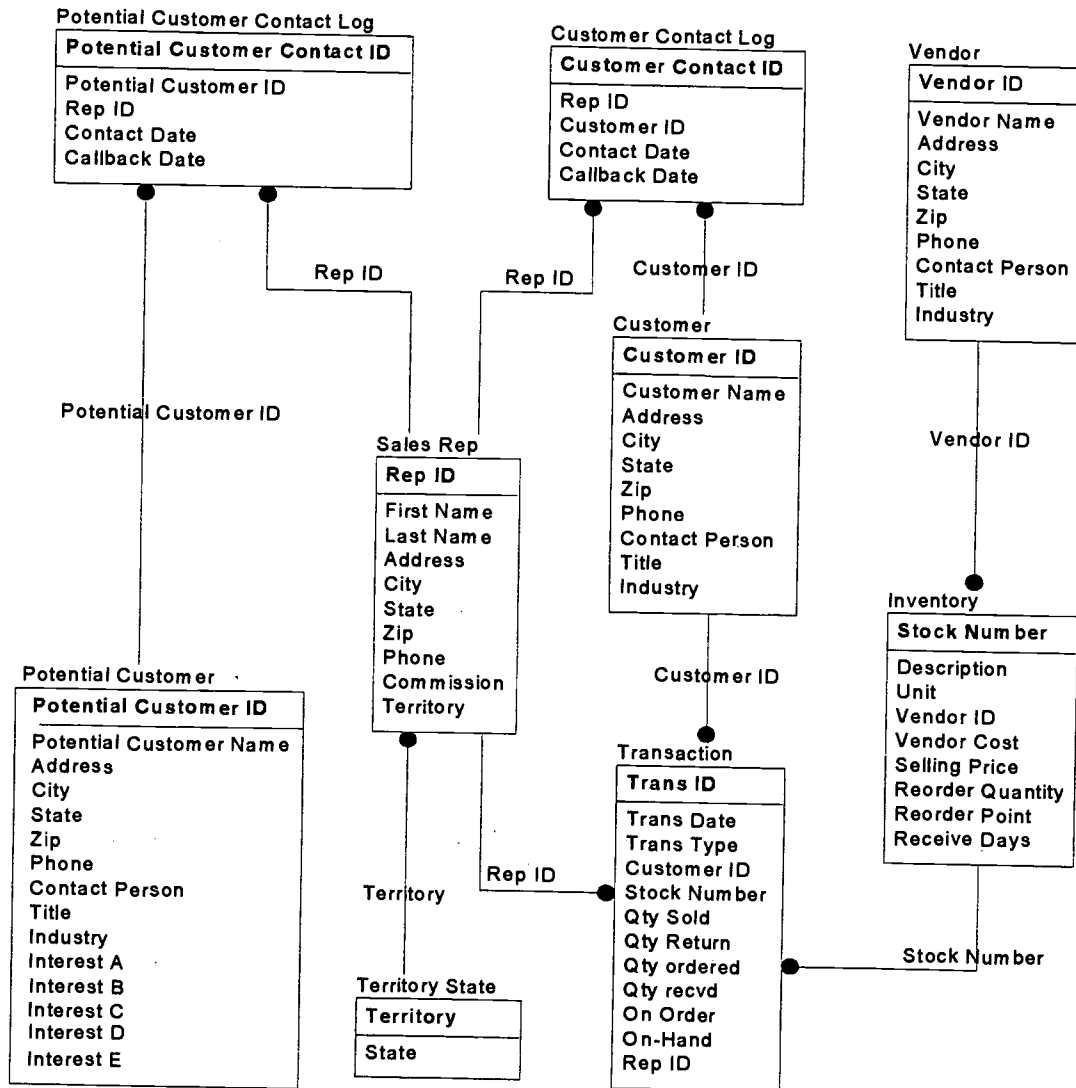 Potential Customer Contact Log
Potential Customer Contact ID
Potential Customer ID
Rep ID
Contact Date
Callback Date
Customer Contact Log
Customer Contact ID
Rep ID
Customer ID
Contact Date
Callback Date
Vendor
Vendor ID
Vendor Name
Address
City
State
Zip
Phone
Contact Person
Title
Industry
Rep ID
Rep ID
Customer ID
Potential Customer ID
Customer
Customer ID
Customer Name
Address
City
State
Zip
Phone
Contact Person
Title
Industry
Vendor ID
Sales Rep
Rep ID
First Name
Last Name
Address
City
State
Zip
Phone
Commission
Territory
Customer ID
Inventory
Stock Number
Description
Unit
Vendor ID
Vendor Cost
Selling Price
Reorder Quantity
Reorder Point
Receive Days
Potential Customer
Potential Customer ID
Potential Customer Name
Address
City
State
Zip
Phone
Contact Person
Title
Industry
Interest A
Interest B
Interest C
Interest D
Interest E
Territory
Rep ID
Transaction
Trans ID
Trans Date
Trans Type
Customer ID
Stock Number
Qty Sold
Qty Return
Qty ordered
Qty recvd
On Order
On-Hand
Rep ID
Stock Number
Territory State
Territory
State